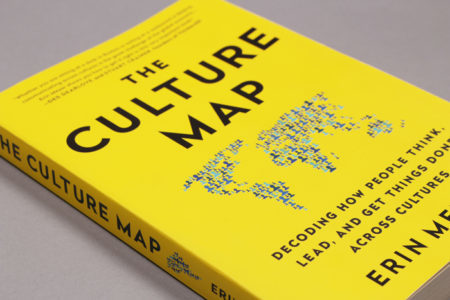 THE
CULTURE
MAP
DECODING HOW PEOPLE THINK,
LEAD, AND GET THINGS DONE
ACROSS CULTURES
ERIN ME
THE CULTURE MAP
ERI